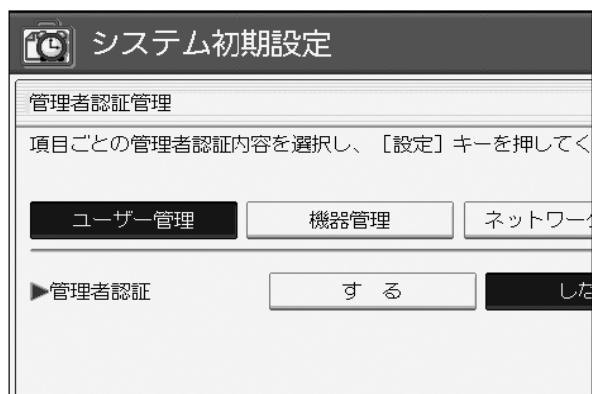 システム初期設定
管理者認証管理
項目ごとの管理者認証内容を選択し、［設定］キーを押してく
ユーザー管理 機器管理 ネットワー
▶管理者認証 す る しな